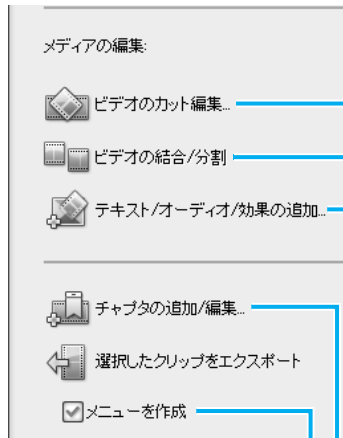 メディアの編集:
ビデオのカット編集...
ビデオの結合/分割
テキスト/オーディオ/効果の追加...
チャプタの追加/編集...
選択したクリップをエクスポート
メニューを作成